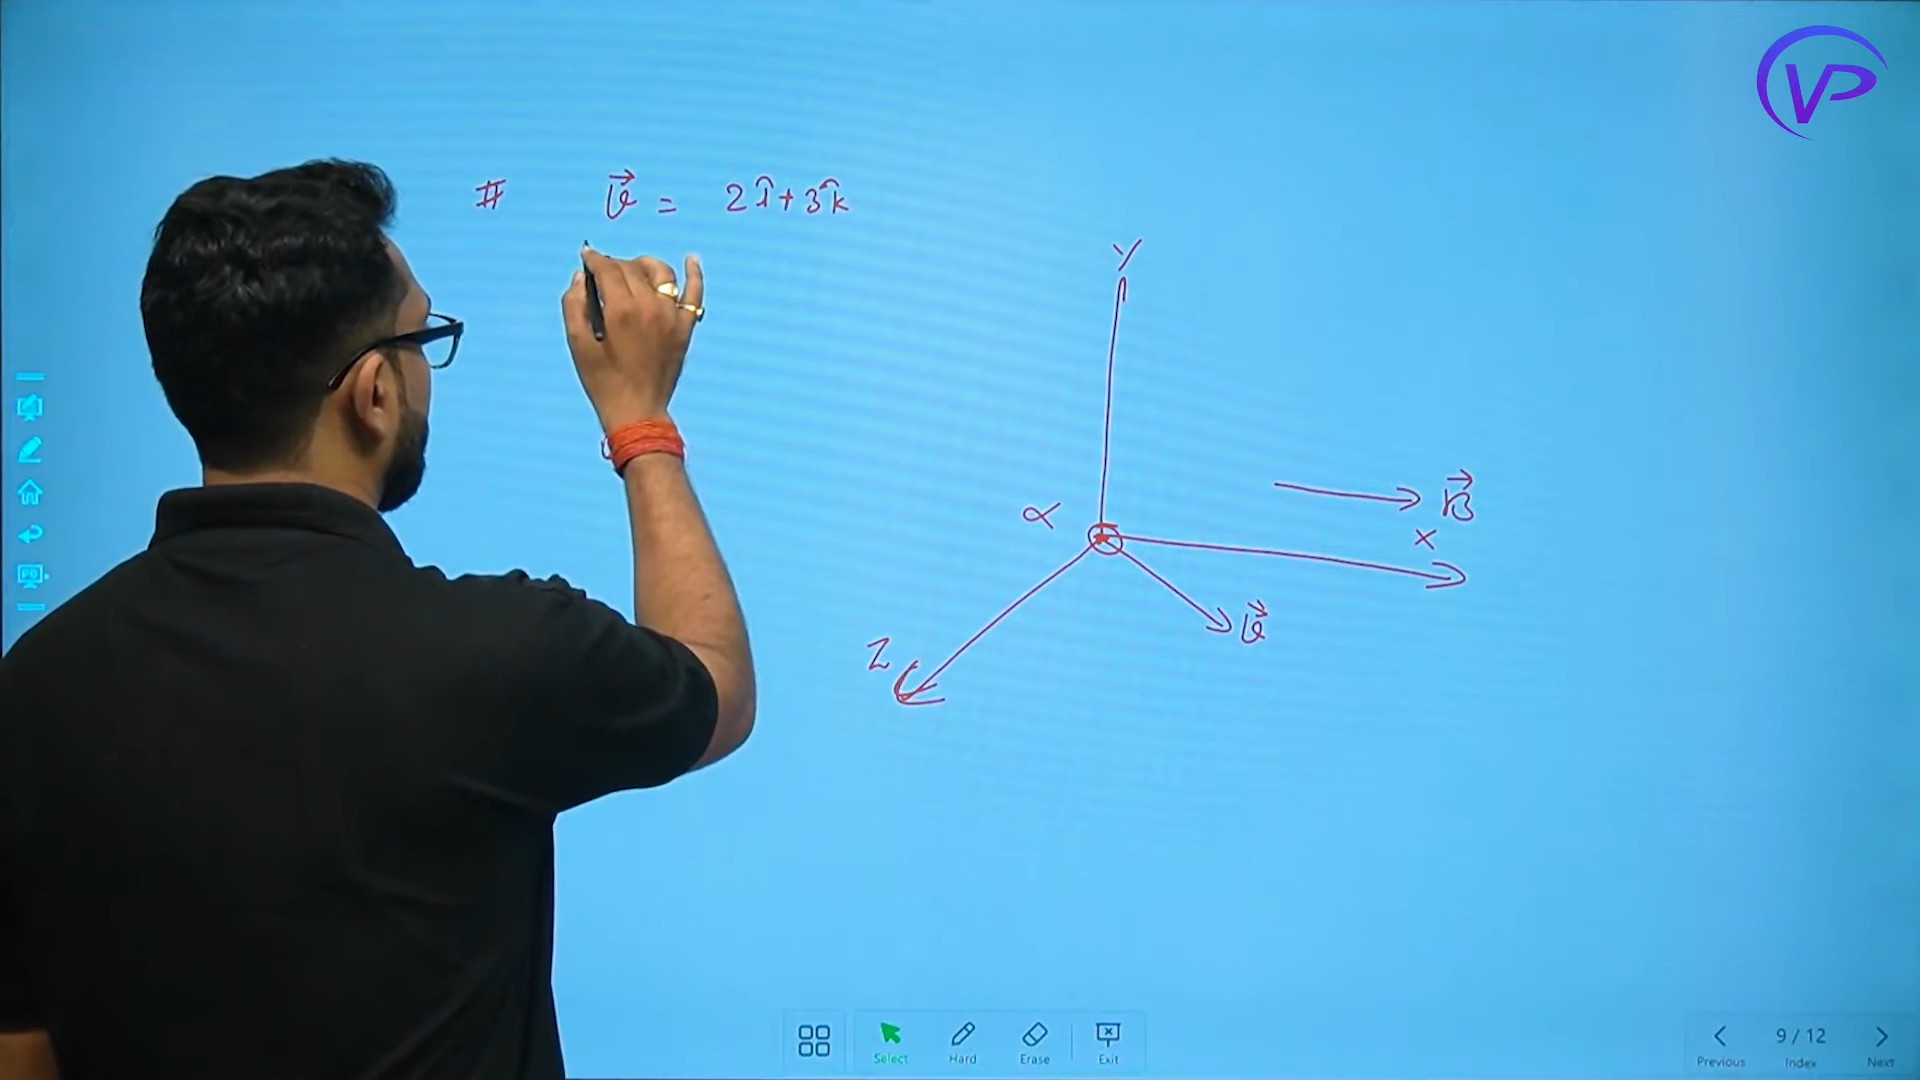 VP
# v⃗ = 2î+3k̂
Y
α
B⃗
X
v⃗
Z
Select
Hard
Erase
Exit
9 / 12
Previous
Index
Next